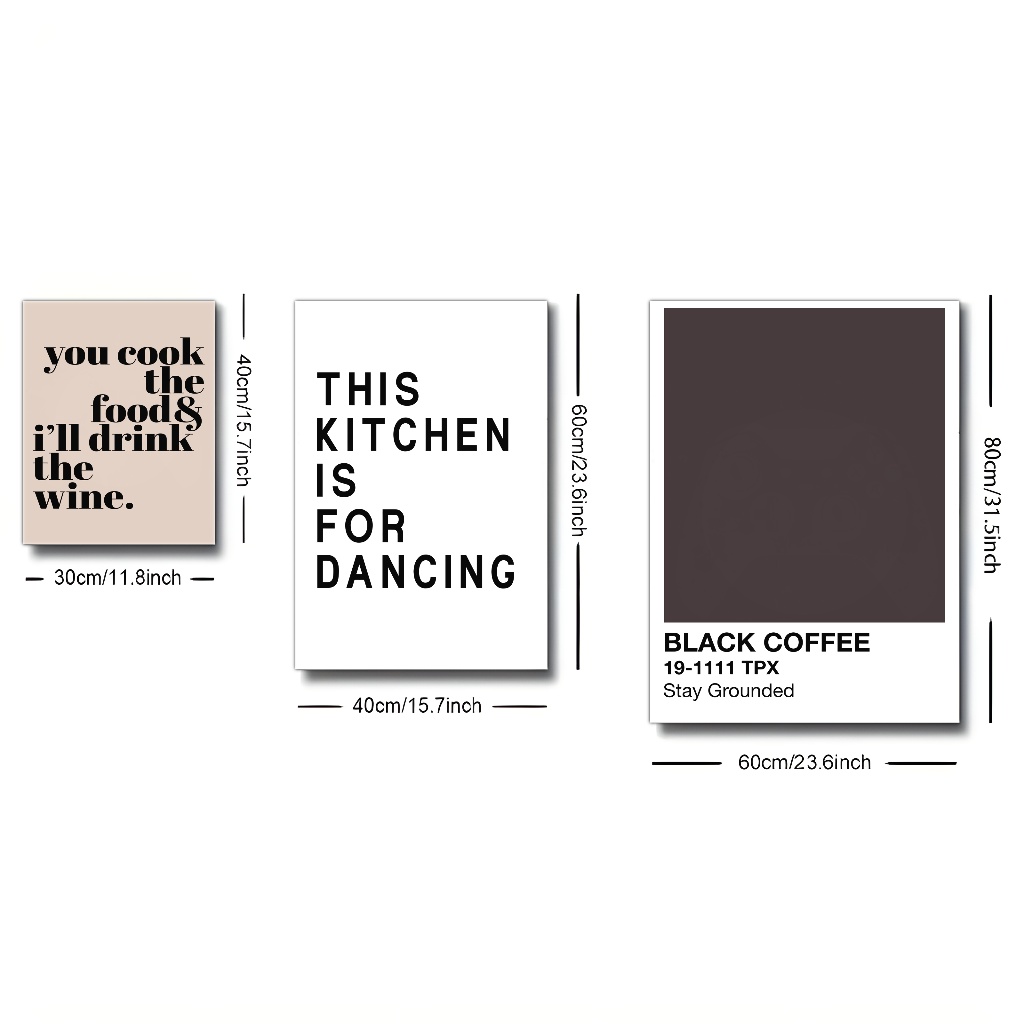 you cook
the
food&
i'll drink
the
wine.
40cm/15.7inch
30cm/11.8inch
THIS
KITCHEN
IS
FOR
DANCING
60cm/23.6inch
40cm/15.7inch
BLACK COFFEE
19-1111 TPX
Stay Grounded
80cm/31.5inch
60cm/23.6inch